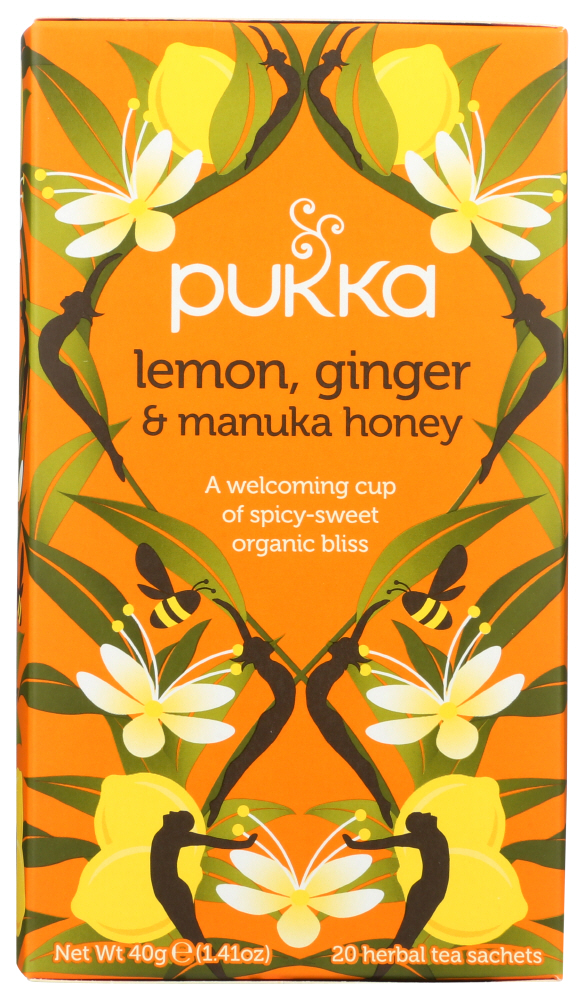 pukka
lemon, ginger
& manuka honey
A welcoming cup
of spicy-sweet
organic bliss
Net Wt 40g ℮ (1.41oz)
20 herbal tea sachets